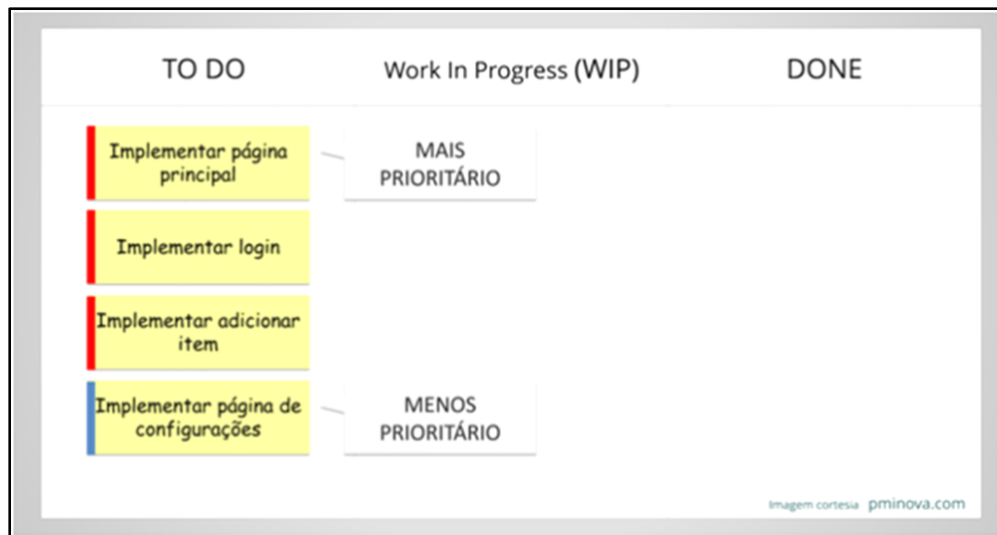 TO DO
Work In Progress (WIP)
DONE
Implementar página
principal
MAIS
PRIORITÁRIO
Implementar login
Implementar adicionar
item
Implementar página de
configurações
MENOS
PRIORITÁRIO
Imagem cortesia pminova.com